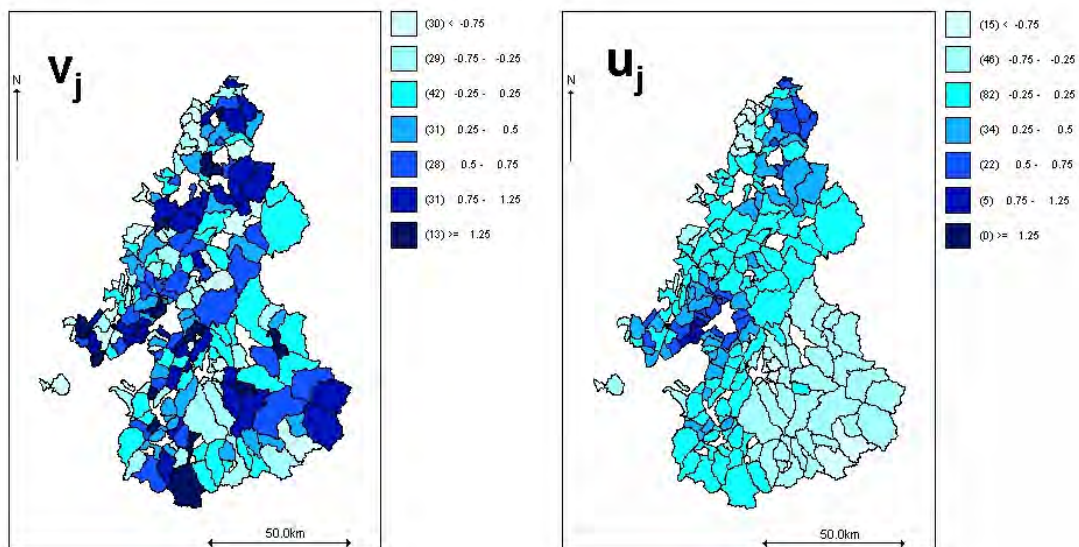 v_j
N
50.0km
(30) < -0.75
(29) -0.75 - -0.25
(42) -0.25 - 0.25
(31) 0.25 - 0.5
(28) 0.5 - 0.75
(31) 0.75 - 1.25
(13) >= 1.25
u_j
N
50.0km
(15) < -0.75
(46) -0.75 - -0.25
(82) -0.25 - 0.25
(34) 0.25 - 0.5
(22) 0.5 - 0.75
(5) 0.75 - 1.25
(0) >= 1.25